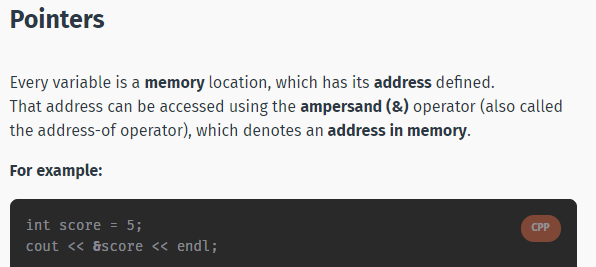 Pointers
Every variable is a memory location, which has its address defined.
That address can be accessed using the ampersand (&) operator (also called
the address-of operator), which denotes an address in memory.
For example:
int score = 5;
CPP
cout << &score << endl;